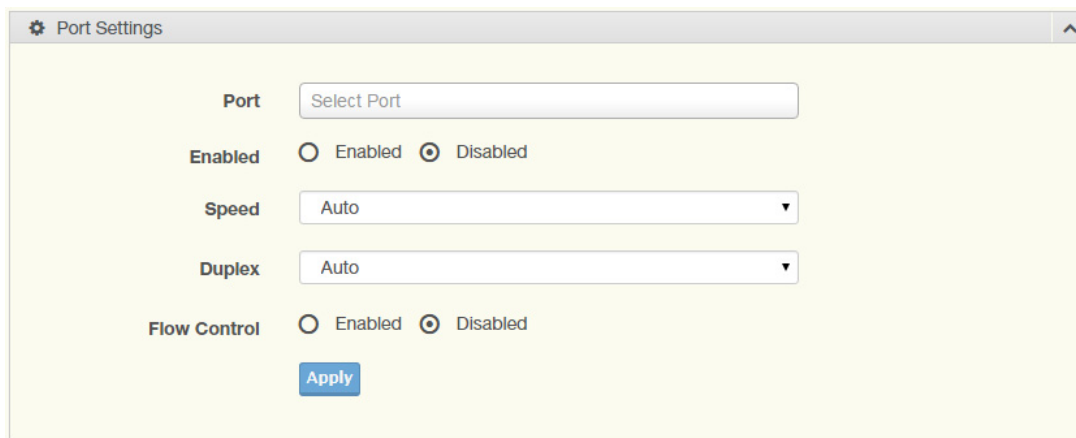 Port Settings
Port Select Port
Enabled Enabled Disabled
Speed Auto
Duplex Auto
Flow Control Enabled Disabled
Apply